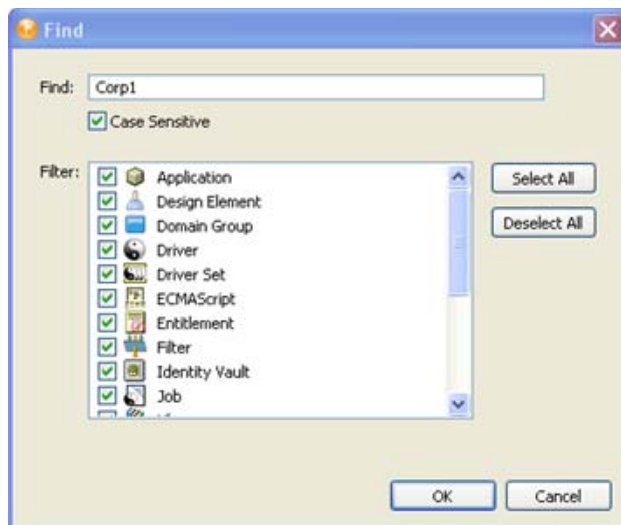 Find
Find: Corp1
Case Sensitive
Filter:
Application
Design Element
Domain Group
Driver
Driver Set
ECMAScript
Entitlement
Filter
Identity Vault
Job
Select All
Deselect All
OK Cancel